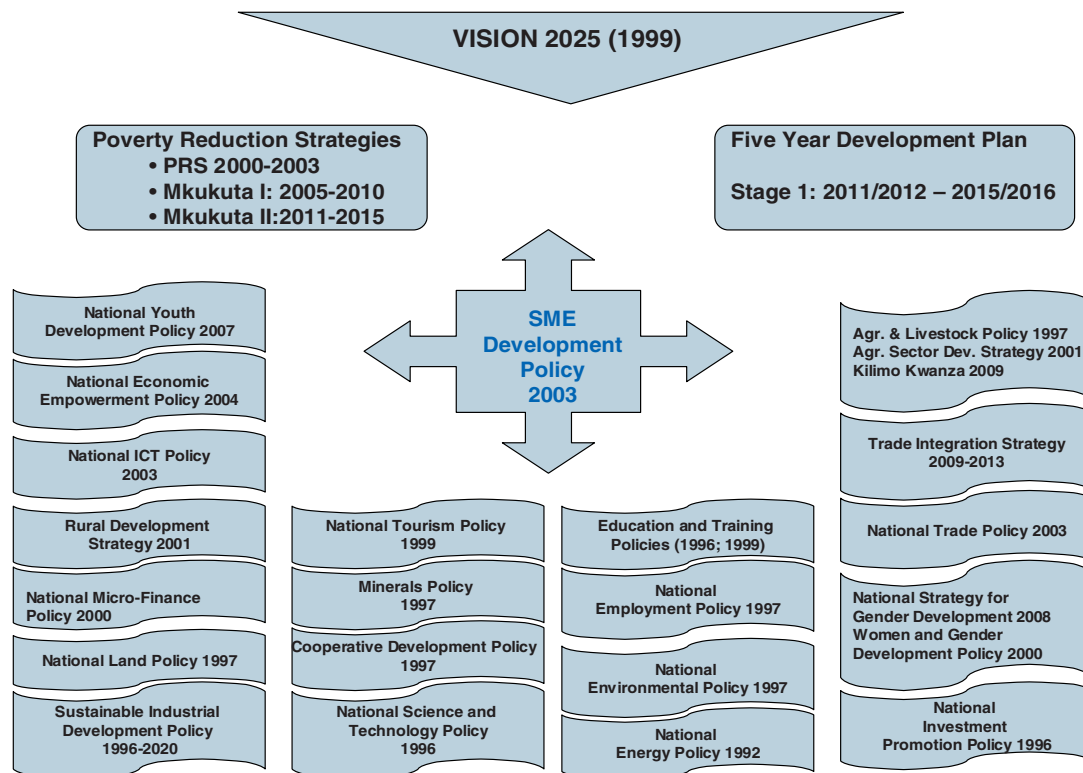 VISION 2025 (1999)
Poverty Reduction Strategies
• PRS 2000-2003
• Mkukuta I: 2005-2010
• Mkukuta II:2011-2015
Five Year Development Plan
Stage 1: 2011/2012 – 2015/2016
SME
Development
Policy
2003
National Youth
Development Policy 2007
National Economic
Empowerment Policy 2004
National ICT Policy
2003
Rural Development
Strategy 2001
National Micro-Finance
Policy 2000
National Land Policy 1997
Sustainable Industrial
Development Policy
1996-2020
National Tourism Policy
1999
Minerals Policy
1997
Cooperative Development Policy
1997
National Science and
Technology Policy
1996
Education and Training
Policies (1996; 1999)
National
Employment Policy 1997
National
Environmental Policy 1997
National
Energy Policy 1992
Agr. & Livestock Policy 1997
Agr. Sector Dev. Strategy 2001
Kilimo Kwanza 2009
Trade Integration Strategy
2009-2013
National Trade Policy 2003
National Strategy for
Gender Development 2008
Women and Gender
Development Policy 2000
National
Investment
Promotion Policy 1996